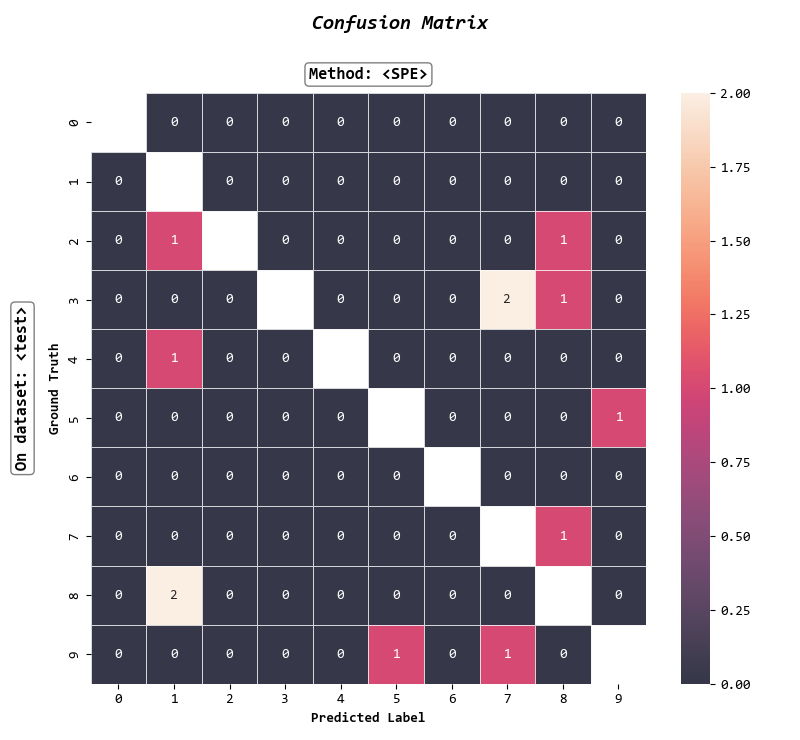 Confusion Matrix
Method: <SPE>
On dataset: <test>
Ground Truth
0 0 0 0 0 0 0 0 0 0
1 0 0 0 0 0 0 0 0 0
2 0 1 0 0 0 0 0 1 0
3 0 0 0 0 0 0 2 1 0
4 0 1 0 0 0 0 0 0 0
5 0 0 0 0 0 0 0 0 1
6 0 0 0 0 0 0 0 0 0
7 0 0 0 0 0 0 0 1 0
8 0 2 0 0 0 0 0 0 0
9 0 0 0 0 0 1 0 1 0
0 1 2 3 4 5 6 7 8 9
Predicted Label
2.00
1.75
1.50
1.25
1.00
0.75
0.50
0.25
0.00